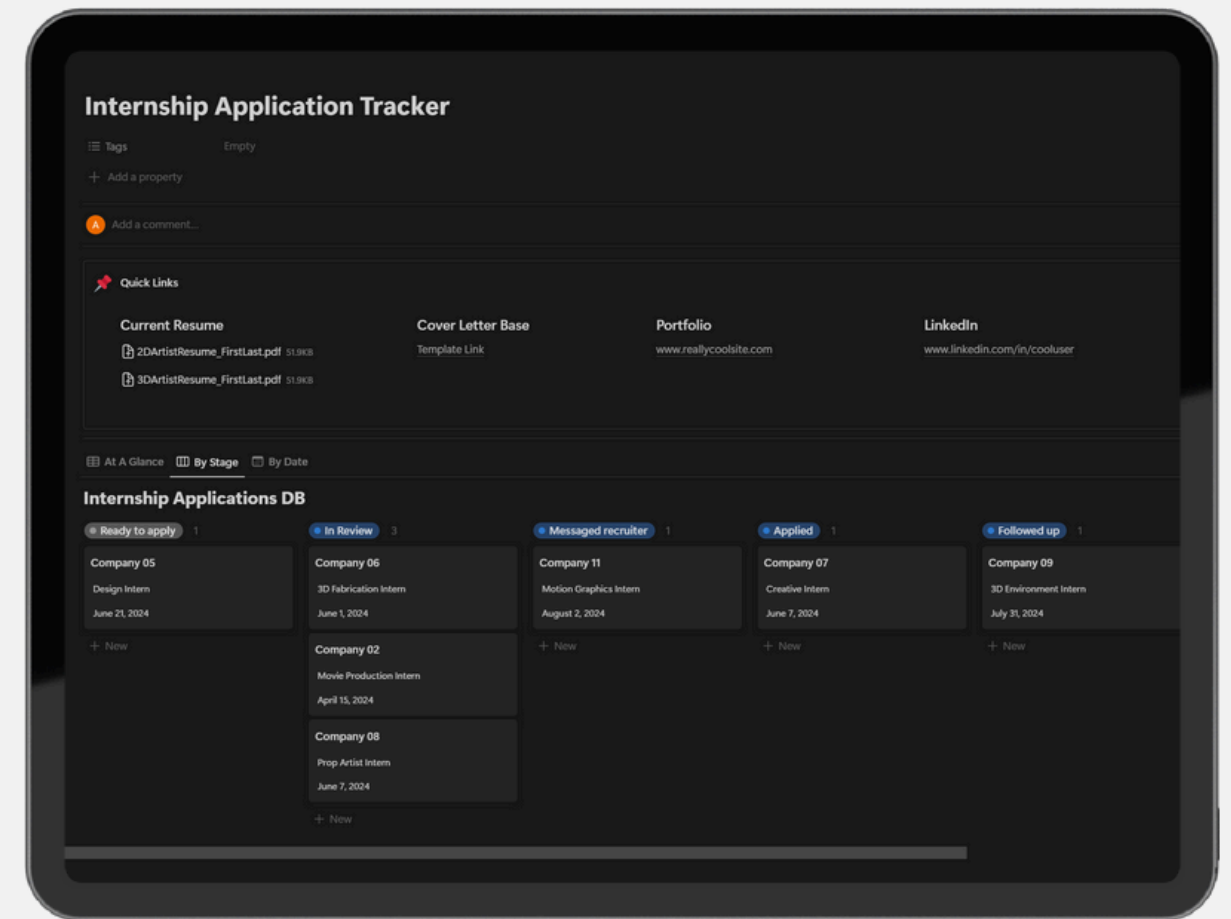 Internship Application Tracker
Tags Empty
+ Add a property
A Add a comment...
Quick Links
Current Resume Cover Letter Base Portfolio LinkedIn
2DArtistResume_FirstLast.pdf 51.9KB Template Link www.reallycoolsite.com www.linkedin.com/in/cooluser
3DArtistResume_FirstLast.pdf 51.9KB
At A Glance By Stage By Date
Internship Applications DB
Ready to apply 1 In Review 3 Messaged recruiter 1 Applied 1 Followed up 1
Company 05 Company 06 Company 11 Company 07 Company 09
Design Intern 3D Fabrication Intern Motion Graphics Intern Creative Intern 3D Environment Intern
June 21, 2024 June 1, 2024 August 2, 2024 June 7, 2024 July 31, 2024
+ New Company 02 + New + New + New
Movie Production Intern
April 15, 2024
Company 08
Prop Artist Intern
June 7, 2024
+ New